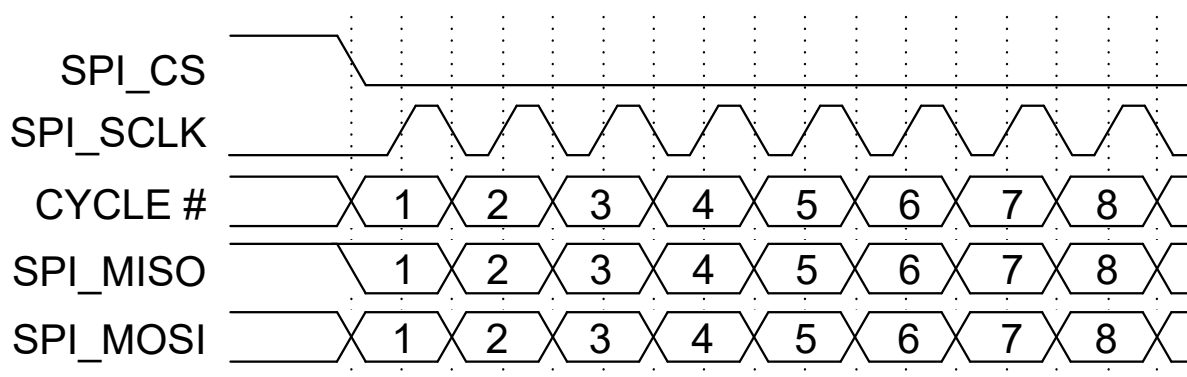 SPI_CS
SPI_SCLK
CYCLE # 1 2 3 4 5 6 7 8
SPI_MISO 1 2 3 4 5 6 7 8
SPI_MOSI 1 2 3 4 5 6 7 8